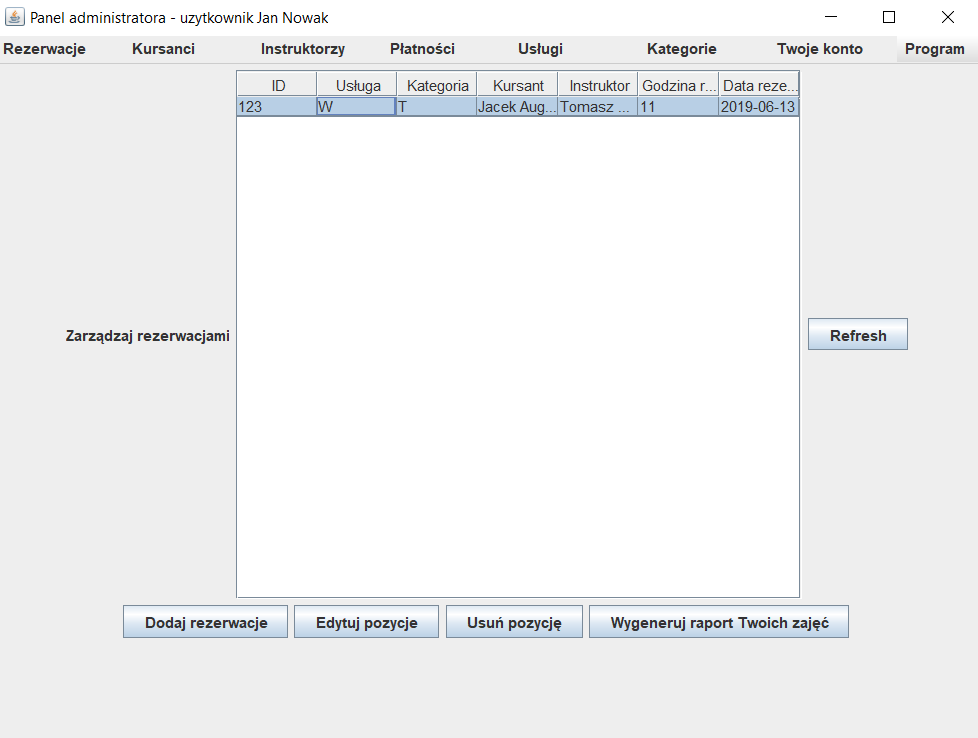 Panel administratora - uzytkownik Jan Nowak
Rezerwacje Kursanci Instruktorzy Płatności Usługi Kategorie Twoje konto Program
ID Usługa Kategoria Kursant Instruktor Godzina r... Data reze...
123 W T Jacek Aug... Tomasz ... 11 2019-06-13
Zarządzaj rezerwacjami
Refresh
Dodaj rezerwacje Edytuj pozycje Usuń pozycję Wygeneruj raport Twoich zajęć